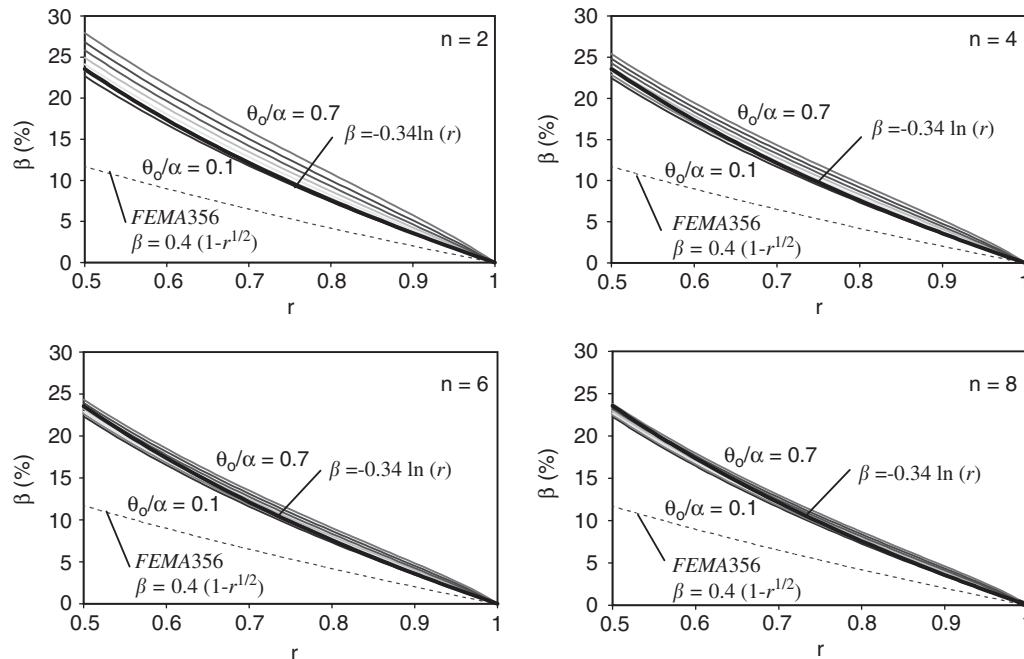 30
25
20
15
10
5
0
β (%)
n = 2
θo/α = 0.7
β=-0.34ln (r)
θo/α = 0.1
FEMA356
β = 0.4 (1-r^1/2)
0.5 0.6 0.7 0.8 0.9 1
r
30
25
20
15
10
5
0
β (%)
n = 4
θo/α = 0.7
β=-0.34 ln (r)
θo/α = 0.1
FEMA356
β = 0.4 (1-r^1/2)
0.5 0.6 0.7 0.8 0.9 1
r
30
25
20
15
10
5
0
β (%)
n = 6
θo/α = 0.7
β=-0.34 ln (r)
θo/α = 0.1
FEMA356
β = 0.4 (1-r^1/2)
0.5 0.6 0.7 0.8 0.9 1
r
30
25
20
15
10
5
0
β (%)
n = 8
θo/α = 0.7
β=-0.34 ln (r)
θo/α = 0.1
FEMA356
β = 0.4 (1-r^1/2)
0.5 0.6 0.7 0.8 0.9 1
r